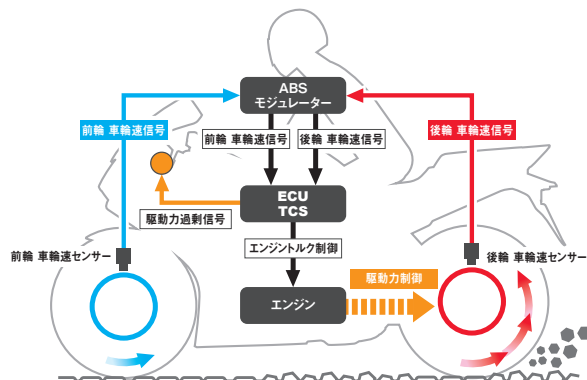 ABS
モジュレーター
前輪 車輪速信号
前輪 車輪速信号
後輪 車輪速信号
後輪 車輪速信号
ECU
TCS
駆動力過剰信号
エンジントルク制御
前輪 車輪速センサー
後輪 車輪速センサー
駆動力制御
エンジン